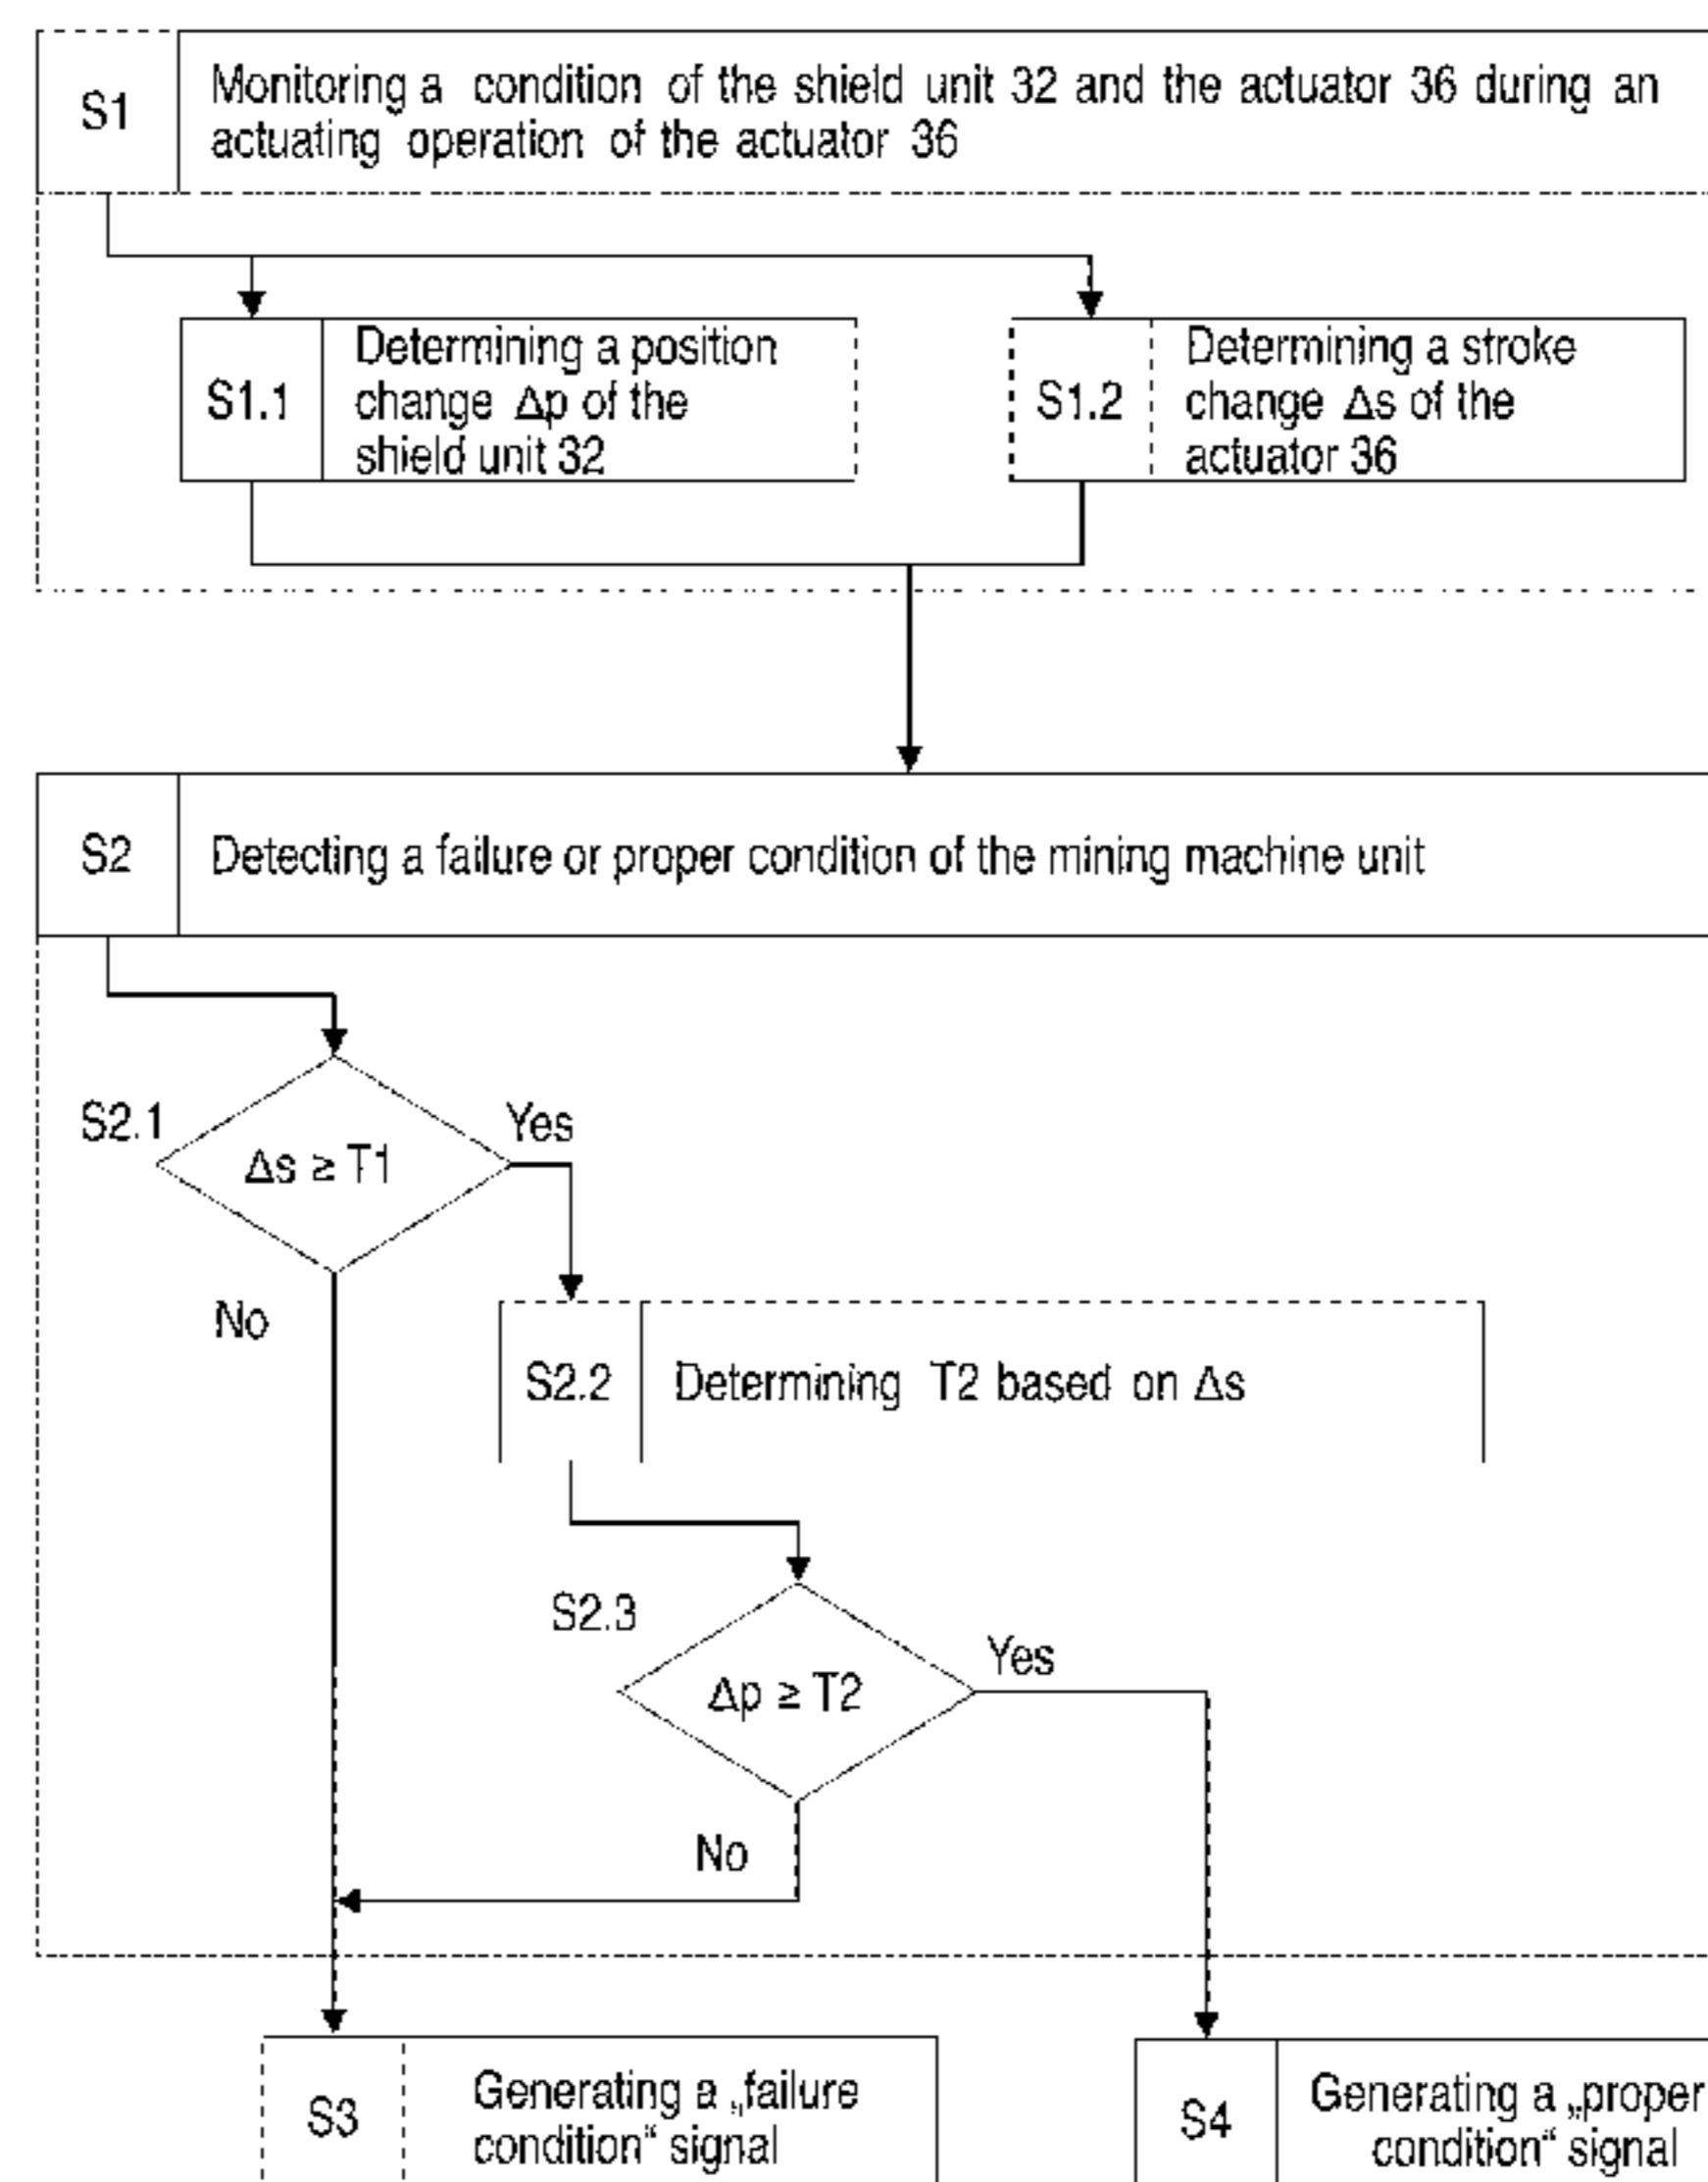 S1
Monitoring a condition of the shield unit 32 and the actuator 36 during an
actuating operation of the actuator 36
S1.1
Determining a position
change Δp of the
shield unit 32
S1.2
Determining a stroke
change Δs of the
actuator 36
S2
Detecting a failure or proper condition of the mining machine unit
S2.1
Δs ≥ T1
Yes
No
S2.2
Determining T2 based on Δs
S2.3
Δp ≥ T2
Yes
No
S3
Generating a „failure
condition“ signal
S4
Generating a „proper
condition“ signal